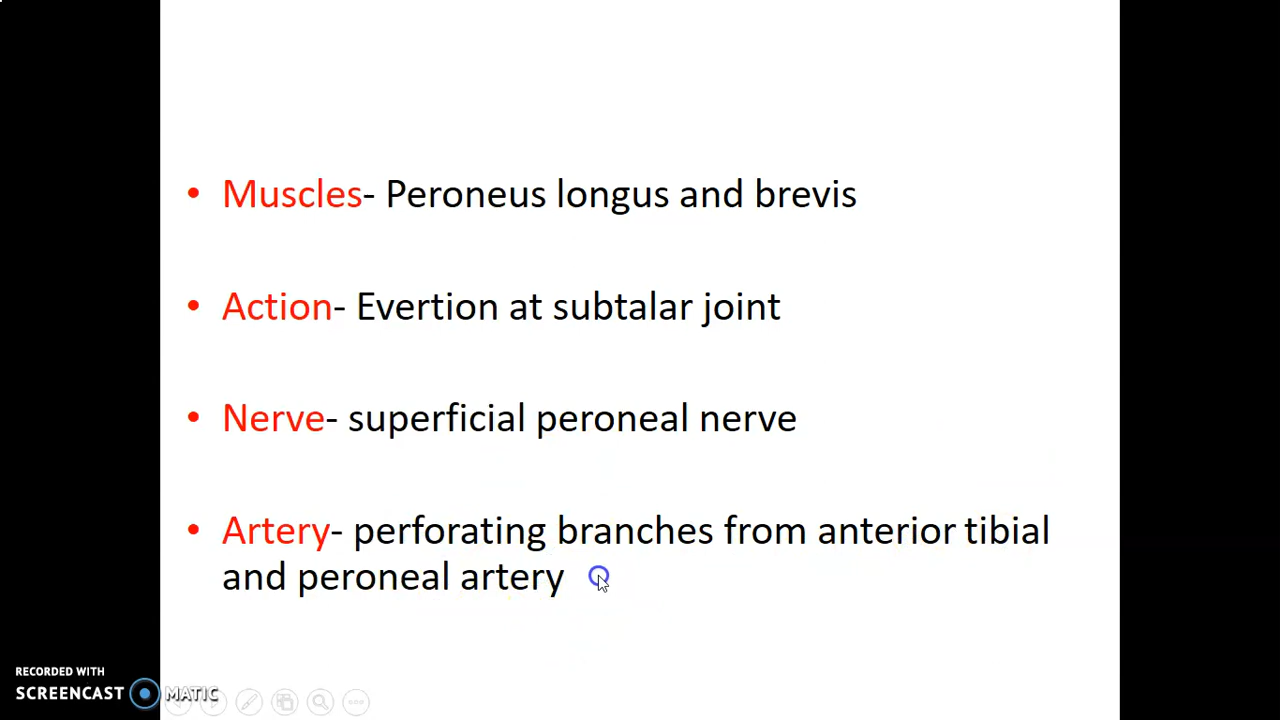 • Muscles- Peroneus longus and brevis
• Action- Evertion at subtalar joint
• Nerve- superficial peroneal nerve
• Artery- perforating branches from anterior tibial
and peroneal artery
RECORDED WITH
SCREENCAST MATIC